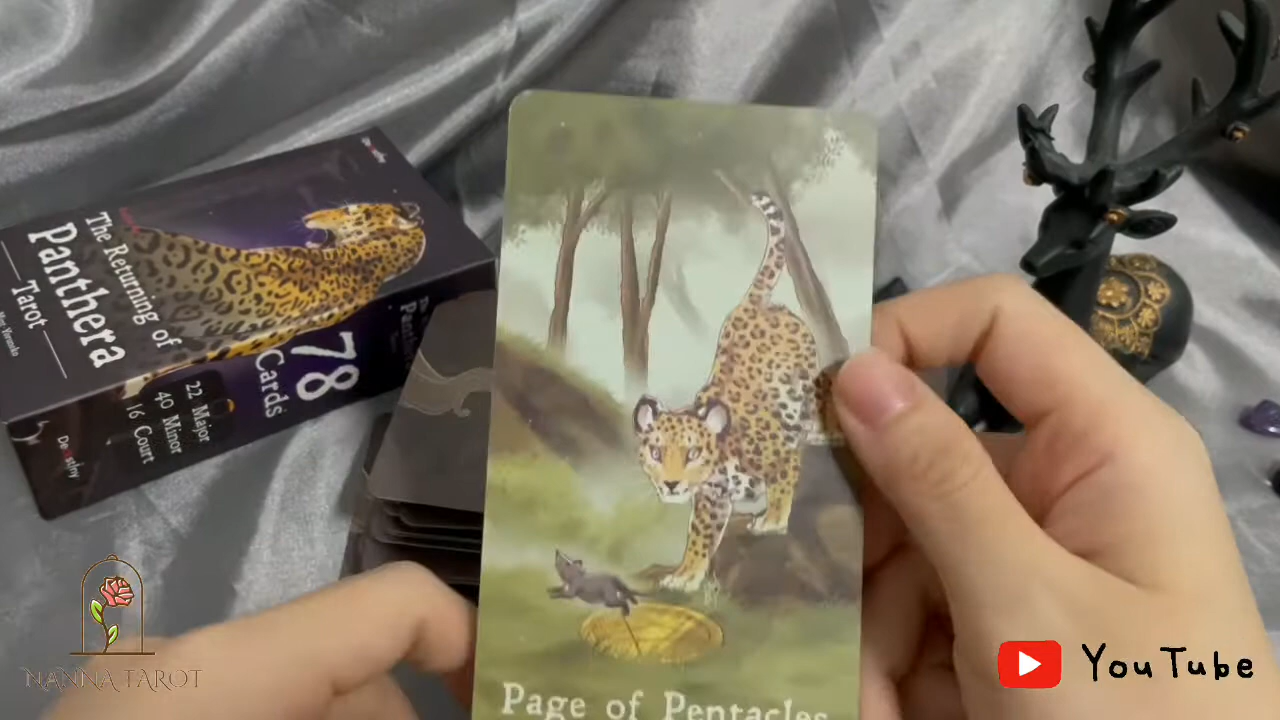 The Returning of
Panthera
Tarot
78
Cards
22 Major
40 Minor
16 Court
Page of Pentacles
NANNA TAROT
YouTube